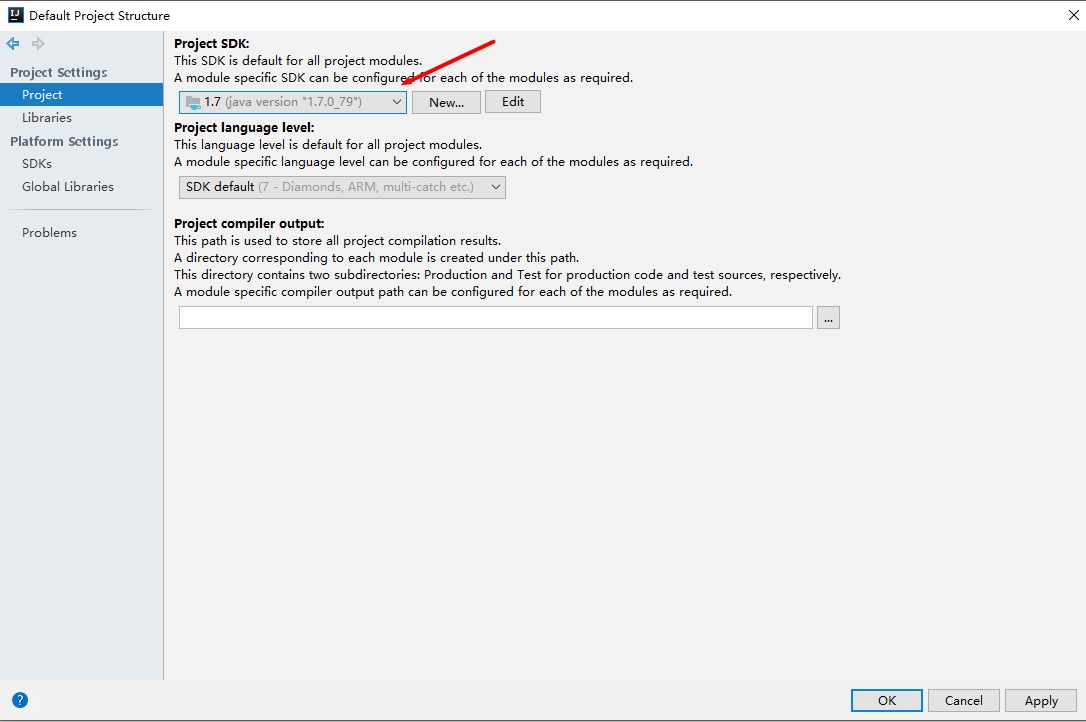 Default Project Structure
Project Settings
Project
Libraries
Platform Settings
SDKs
Global Libraries
Problems
Project SDK:
This SDK is default for all project modules.
A module specific SDK can be configured for each of the modules as required.
1.7 (java version "1.7.0_79")
New...
Edit
Project language level:
This language level is default for all project modules.
A module specific language level can be configured for each of the modules as required.
SDK default (7 - Diamonds, ARM, multi-catch etc.)
Project compiler output:
This path is used to store all project compilation results.
A directory corresponding to each module is created under this path.
This directory contains two subdirectories: Production and Test for production code and test sources, respectively.
A module specific compiler output path can be configured for each of the modules as required.
...
?
OK
Cancel
Apply